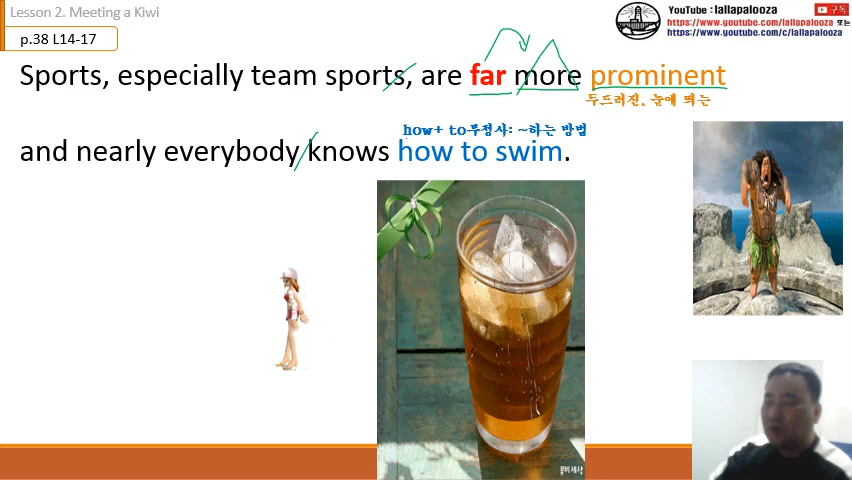 Lesson 2. Meeting a Kiwi
YouTube : lallapalooza
구독
https://www.youtube.com/lallapalooza 또는
https://www.youtube.com/c/lallapalooza
p.38 L14-17
Sports, especially team sports, are far more prominent
두드러진, 눈에 띄는
how+ to부정사: ~하는 방법
and nearly everybody knows how to swim.